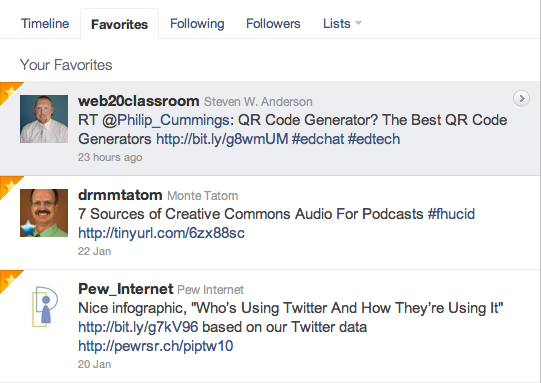 Timeline Favorites Following Followers Lists
Your Favorites
web20classroom Steven W. Anderson
RT @Philip_Cummings: QR Code Generator? The Best QR Code
Generators http://bit.ly/g8wmUM #edchat #edtech
23 hours ago
drmmtatom Monte Tatom
7 Sources of Creative Commons Audio For Podcasts #fhucid
http://tinyurl.com/6zx88sc
22 Jan
Pew_Internet Pew Internet
Nice infographic, "Who’s Using Twitter And How They’re Using It"
http://bit.ly/g7kV96 based on our Twitter data
http://pewrsr.ch/piptw10
20 Jan